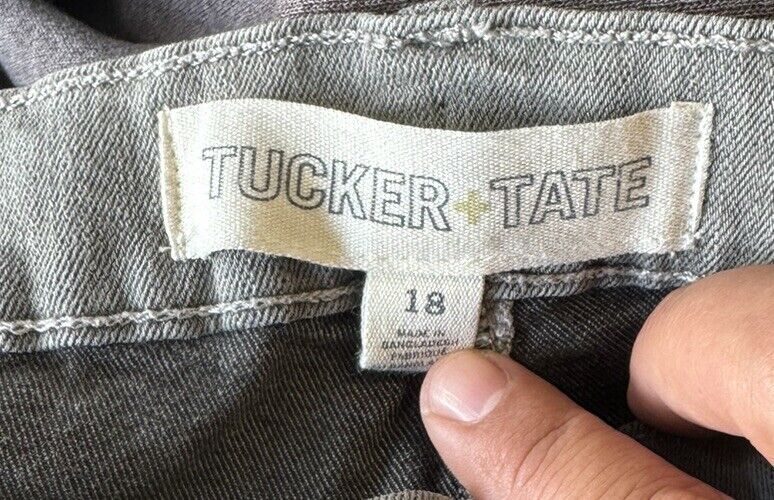 TUCKER+TATE
18
MADE IN
BANGLADESH
FABRIQUÉ